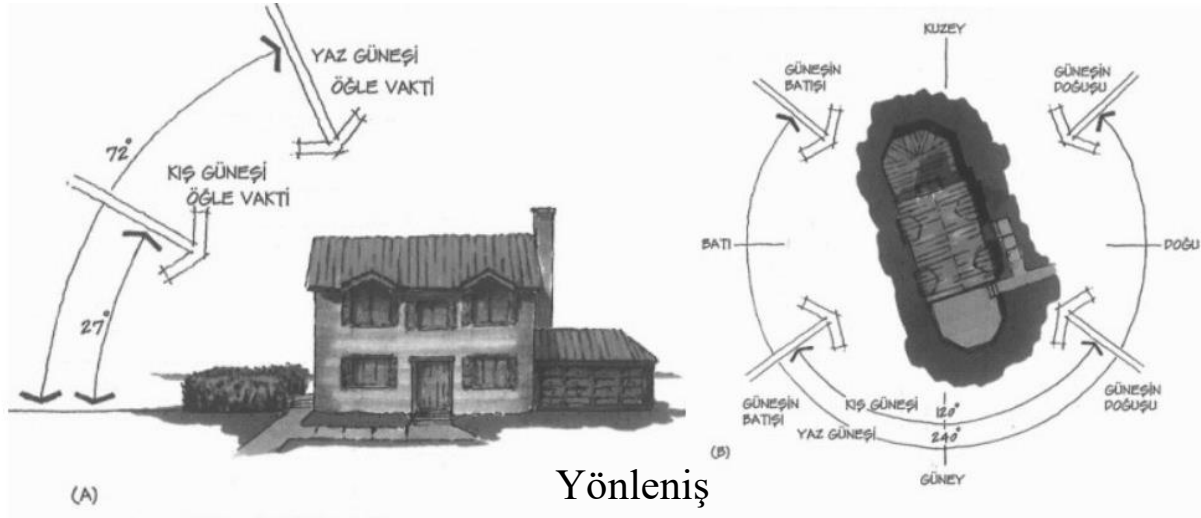 YAZ GÜNEŞİ
ÖĞLE VAKTİ
72°
KIŞ GÜNEŞİ
ÖĞLE VAKTİ
27°
(A)
KUZEY
GÜNEŞİN
BATIŞI
GÜNEŞİN
DOĞUŞU
BATI
DOĞU
GÜNEŞİN
BATIŞI
KIŞ GÜNEŞİ
120°
YAZ GÜNEŞİ
240°
GÜNEŞİN
DOĞUŞU
(B)
GÜNEY
Yönleniş